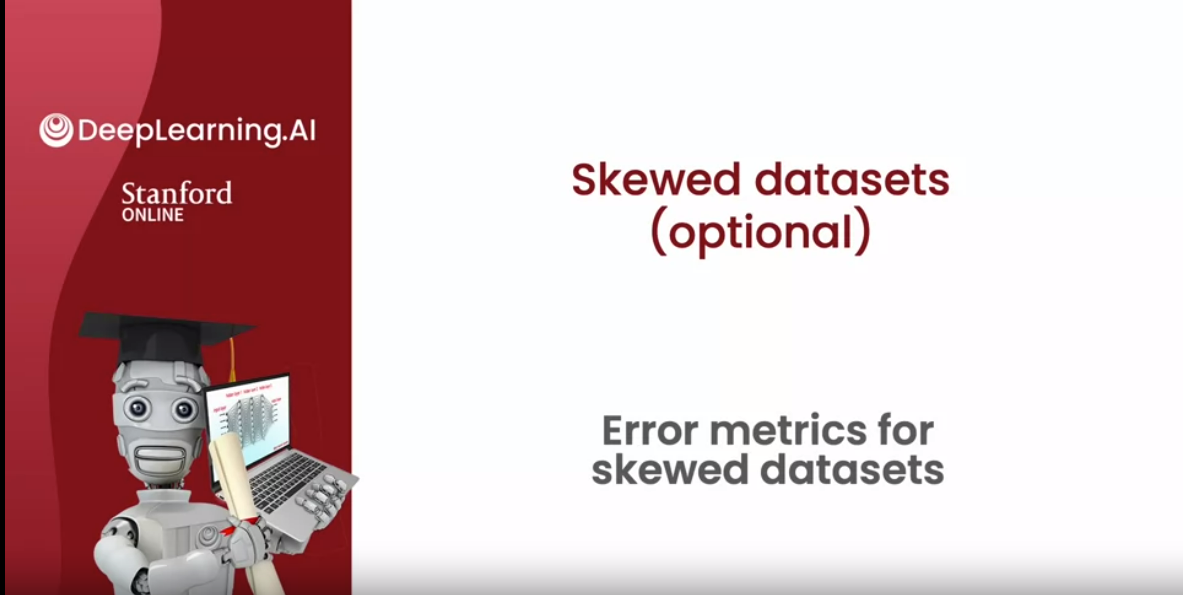 DeepLearning.AI
Stanford
ONLINE
Skewed datasets
(optional)
Error metrics for
skewed datasets